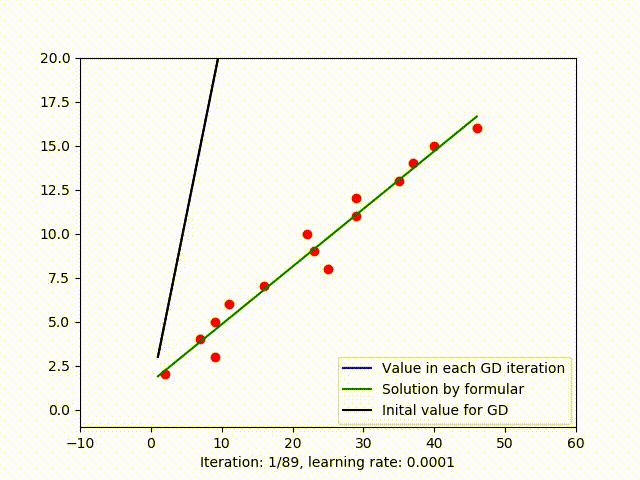 20.0
17.5
15.0
12.5
10.0
7.5
5.0
2.5
0.0
−10 0 10 20 30 40 50 60
Value in each GD iteration
Solution by formular
Inital value for GD
Iteration: 1/89, learning rate: 0.0001